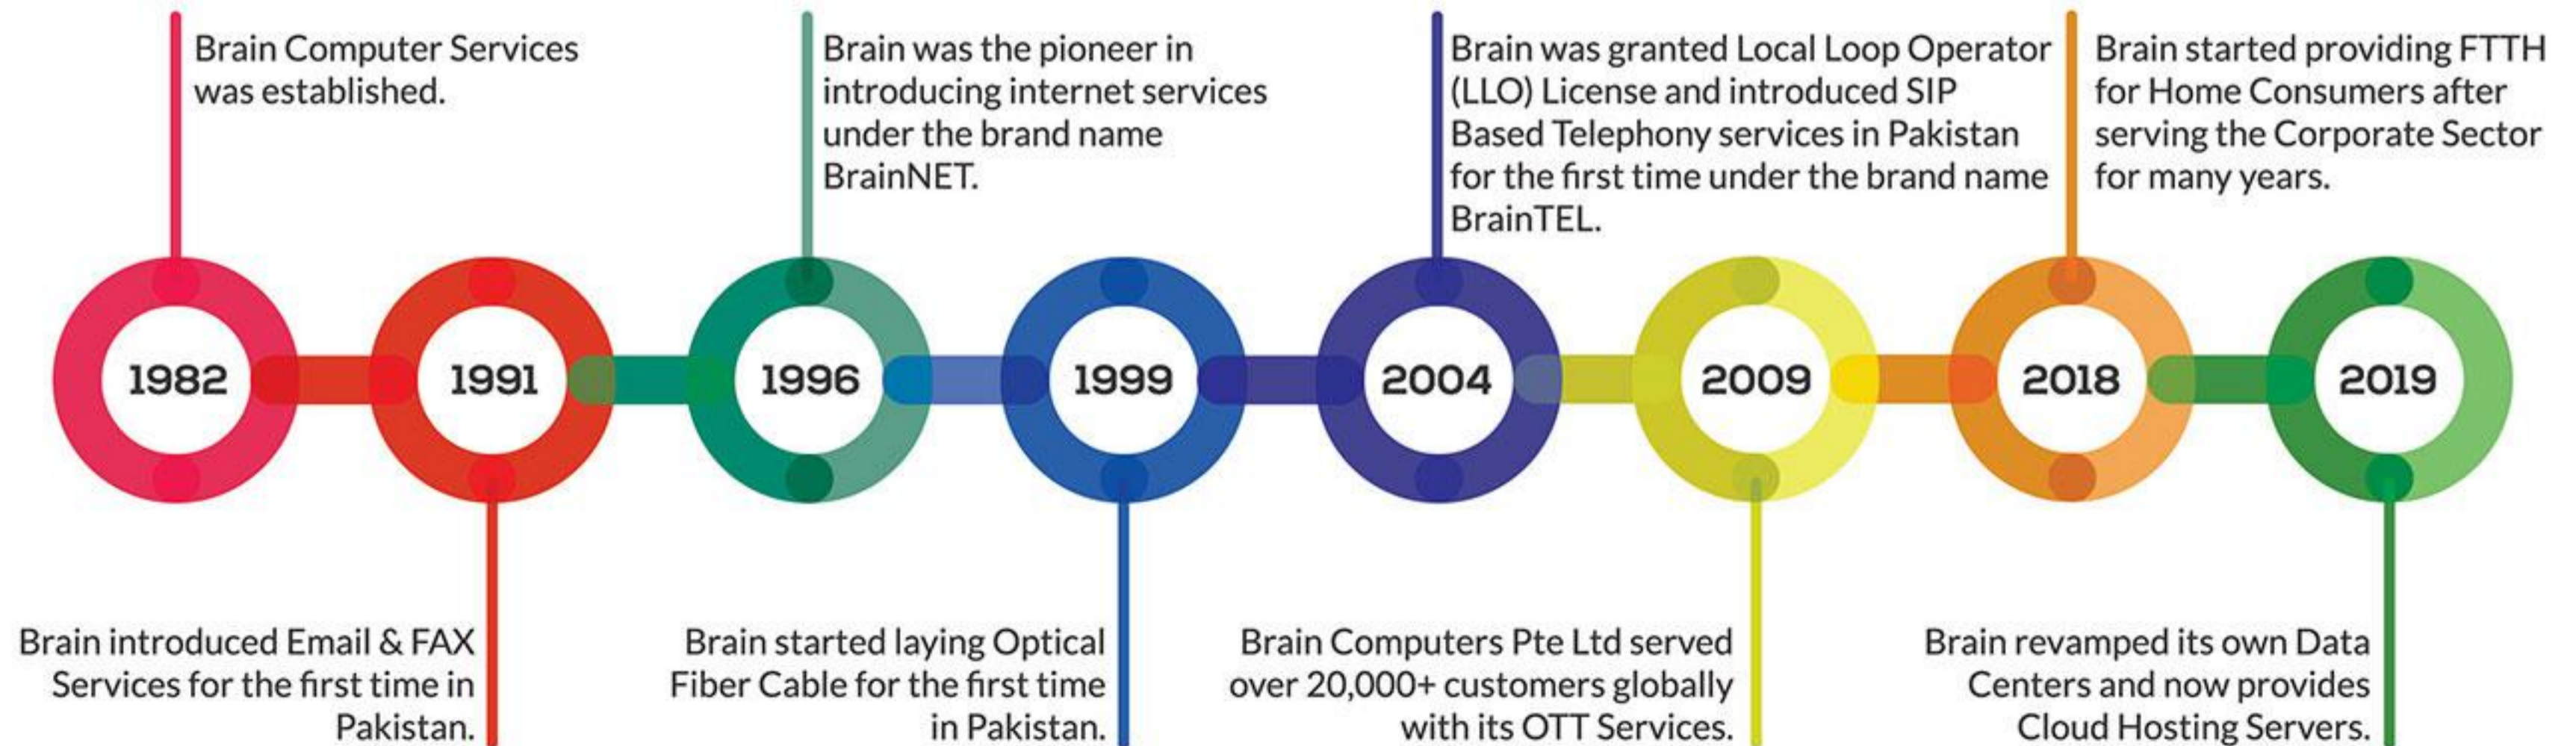 Brain Computer Services
was established.
Brain was the pioneer in
introducing internet services
under the brand name
BrainNET.
Brain was granted Local Loop Operator
(LLO) License and introduced SIP
Based Telephony services in Pakistan
for the first time under the brand name
BrainTEL.
Brain started providing FTTH
for Home Consumers after
serving the Corporate Sector
for many years.
1982
1991
1996
1999
2004
2009
2018
2019
Brain introduced Email & FAX
Services for the first time in
Pakistan.
Brain started laying Optical
Fiber Cable for the first time
in Pakistan.
Brain Computers Pte Ltd served
over 20,000+ customers globally
with its OTT Services.
Brain revamped its own Data
Centers and now provides
Cloud Hosting Servers.